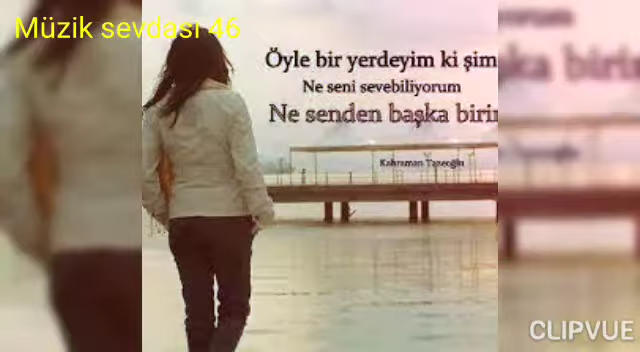 Müzik sevdası 46
Öyle bir yerdeyim ki şim
Ne seni sevebiliyorum
Ne senden başka birin
Kahraman Tazeoğlu
CLIPVUE